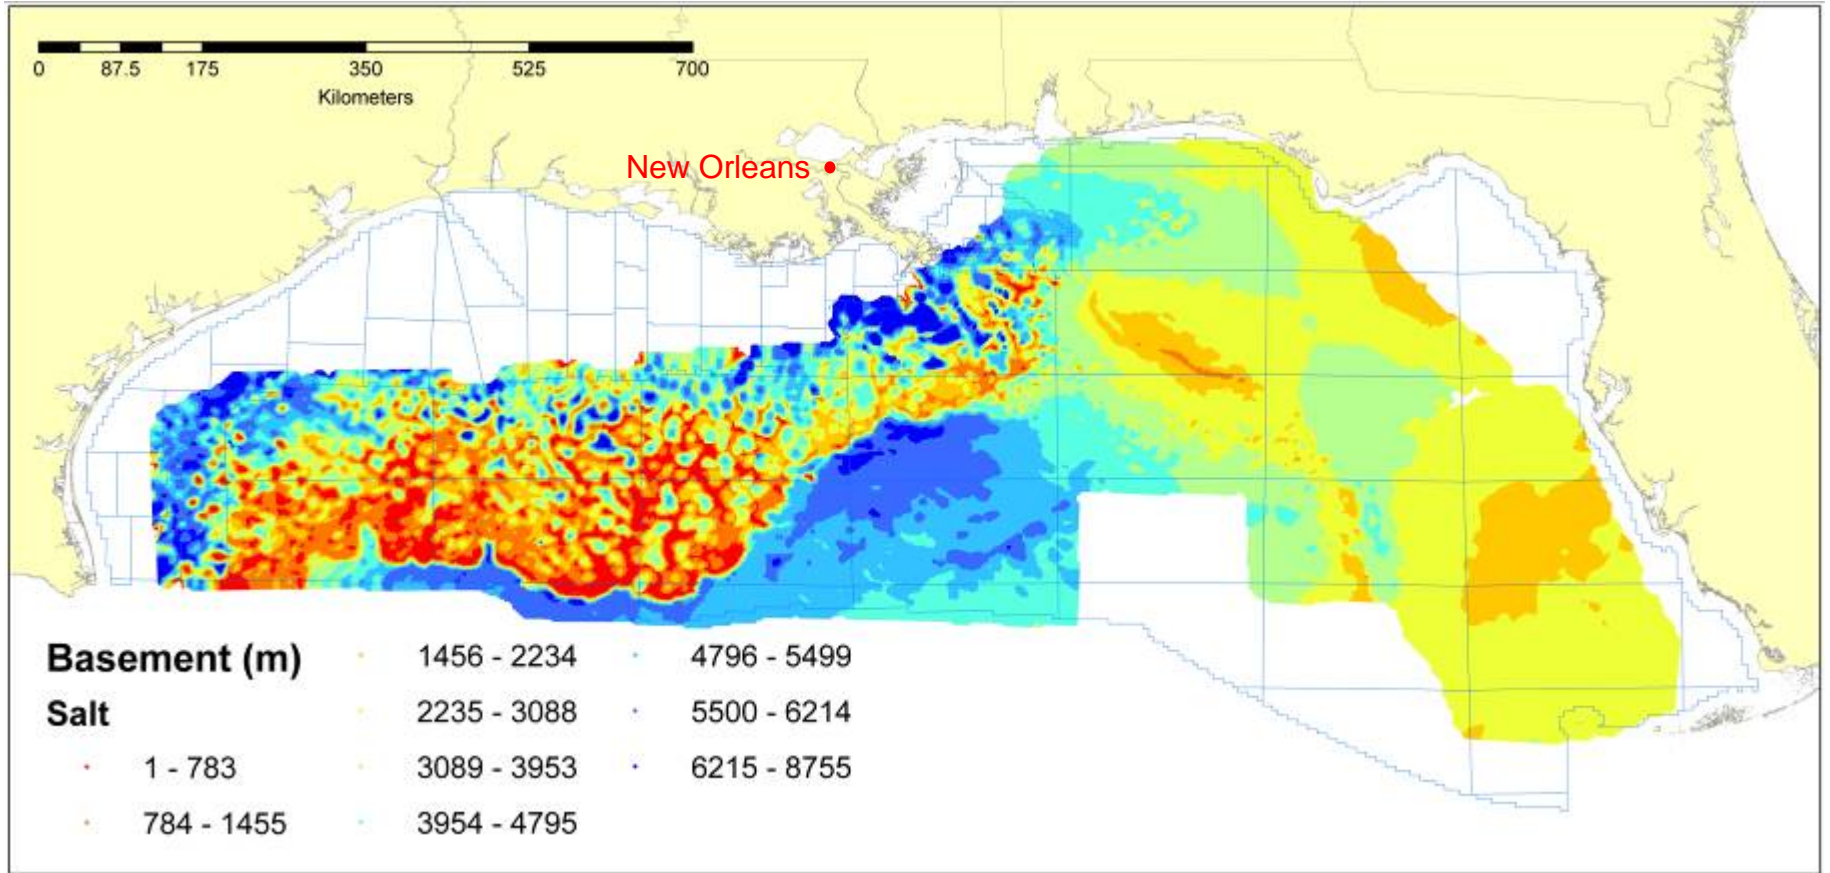 0 87.5 175 350 525 700
Kilometers
New Orleans
Basement (m)
Salt
1 - 783
784 - 1455
1456 - 2234
2235 - 3088
3089 - 3953
3954 - 4795
4796 - 5499
5500 - 6214
6215 - 8755